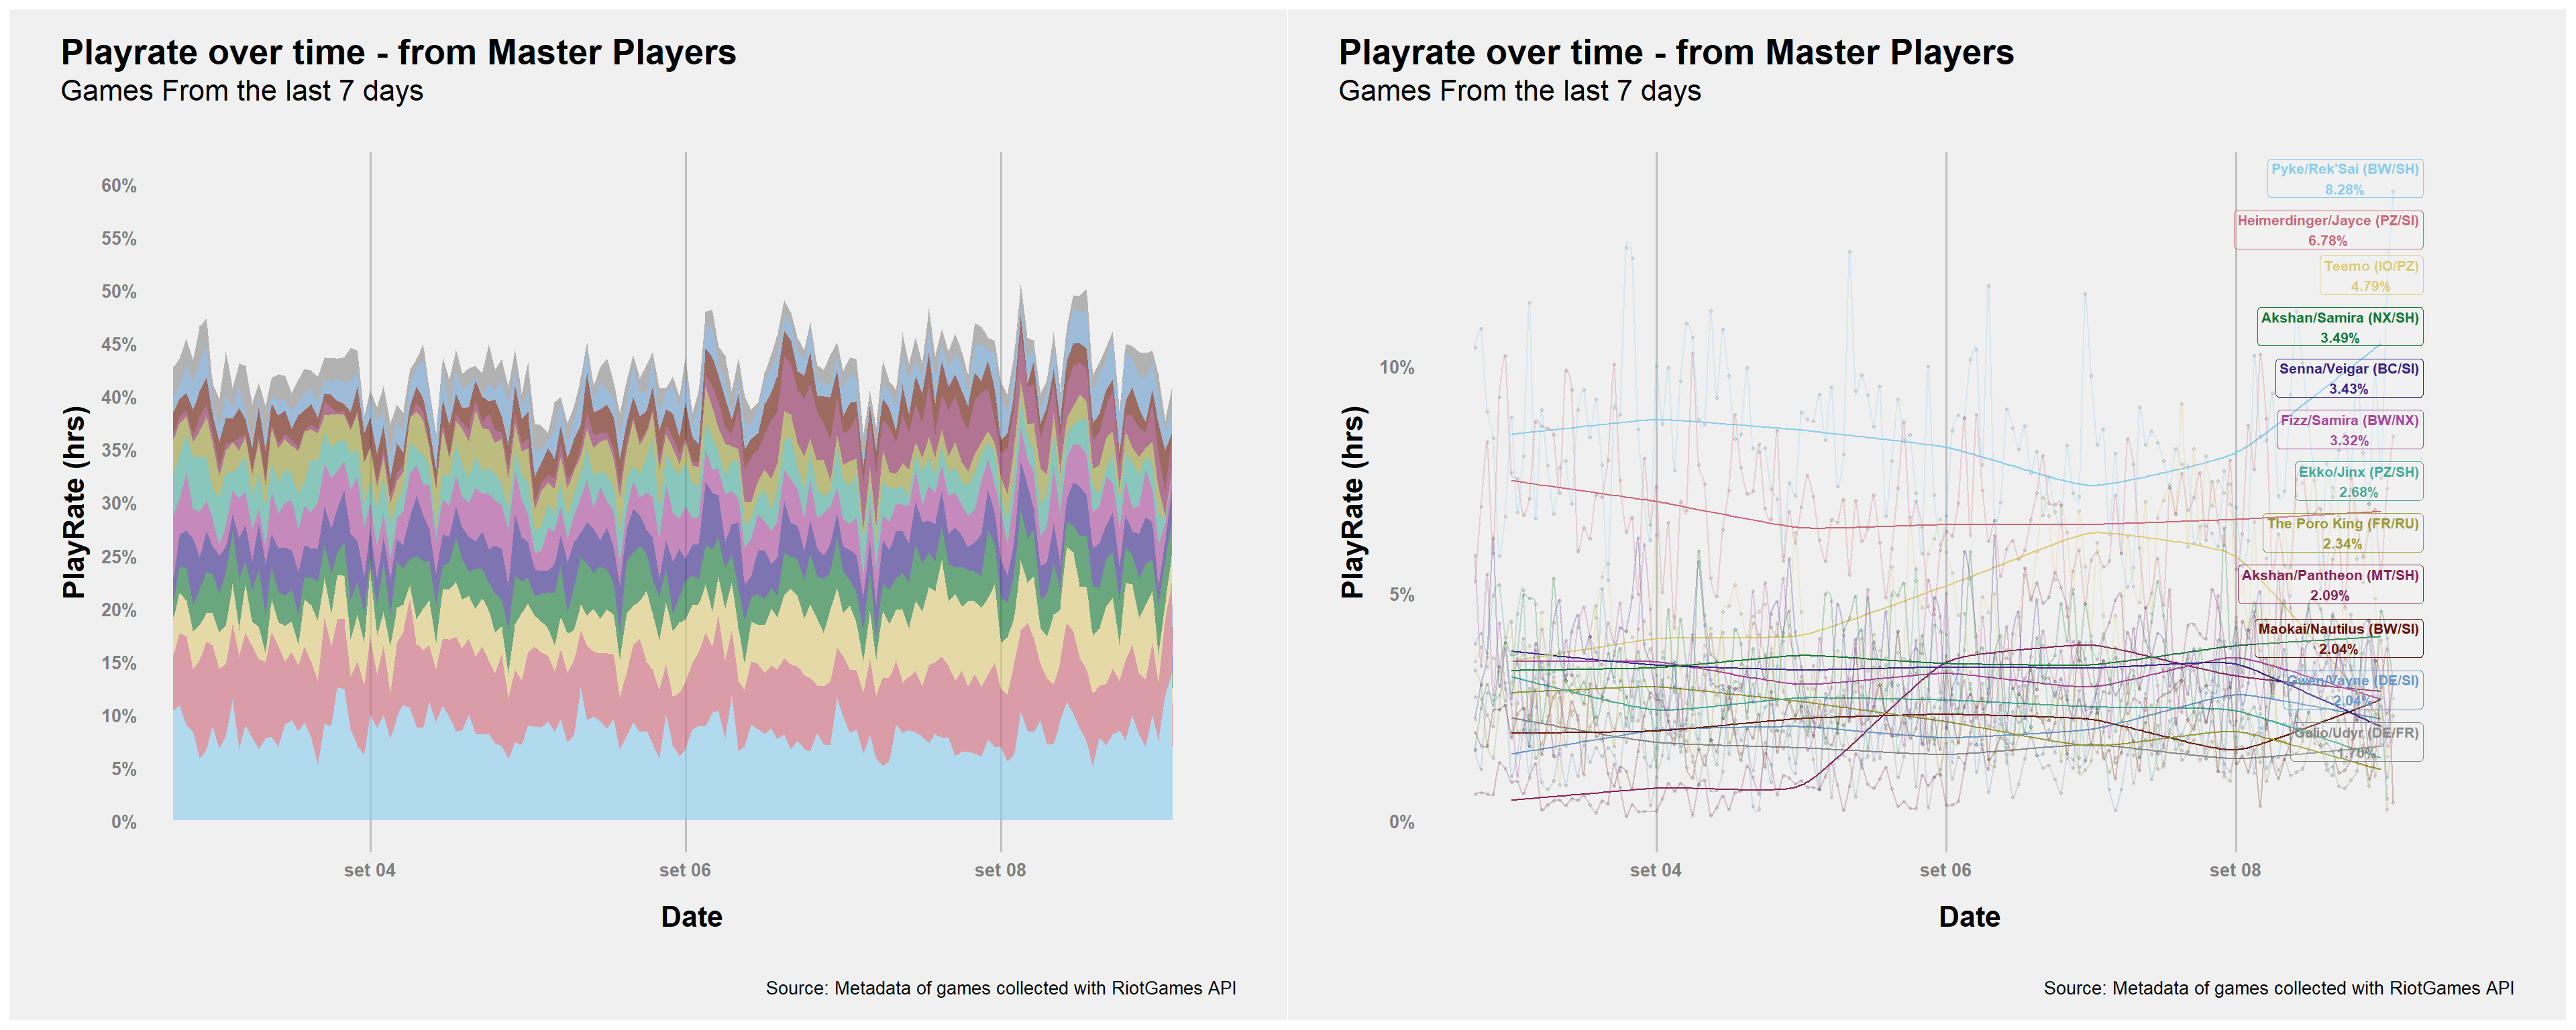 Playrate over time - from Master Players
Games From the last 7 days
PlayRate (hrs)
60%
55%
50%
45%
40%
35%
30%
25%
20%
15%
10%
5%
0%
set 04
set 06
set 08
Date
Source: Metadata of games collected with RiotGames API
Playrate over time - from Master Players
Games From the last 7 days
PlayRate (hrs)
10%
5%
0%
Pyke/Rek'Sai (BW/SH)
8.28%
Heimerdinger/Jayce (PZ/SI)
6.78%
Teemo (IO/PZ)
4.79%
Akshan/Samira (NX/SH)
3.49%
Senna/Veigar (BC/SI)
3.43%
Fizz/Samira (BW/NX)
3.32%
Ekko/Jinx (PZ/SH)
2.68%
The Poro King (FR/RU)
2.34%
Akshan/Pantheon (MT/SH)
2.09%
Maokai/Nautilus (BW/SI)
2.04%
Gwen/Vayne (DE/SI)
2.04%
Galio/Udyr (DE/FR)
1.70%
set 04
set 06
set 08
Date
Source: Metadata of games collected with RiotGames API